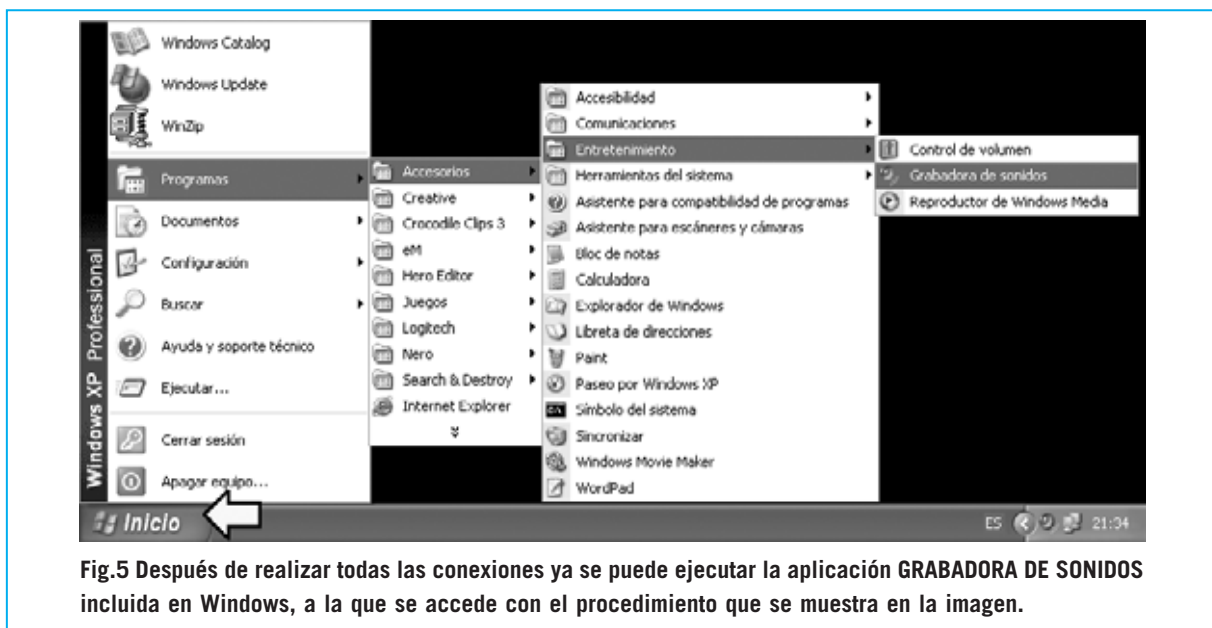 Windows XP Professional
Windows Catalog
Windows Update
WinZip
Programas
Documentos
Configuración
Buscar
Ayuda y soporte técnico
Ejecutar...
Cerrar sesión
Apagar equipo...
Accesorios
Creative
Crocodile Clips 3
eM
Hero Editor
Juegos
Logitech
Nero
Search & Destroy
Internet Explorer
Accesibilidad
Comunicaciones
Entretenimiento
Herramientas del sistema
Asistente para compatibilidad de programas
Asistente para escáneres y cámaras
Bloc de notas
Calculadora
Explorador de Windows
Libreta de direcciones
Paint
Paseo por Windows XP
Símbolo del sistema
Sincronizar
Windows Movie Maker
WordPad
Control de volumen
Grabadora de sonidos
Reproductor de Windows Media
Inicio
ES 21:34
Fig.5 Después de realizar todas las conexiones ya se puede ejecutar la aplicación GRABADORA DE SONIDOS
incluida en Windows, a la que se accede con el procedimiento que se muestra en la imagen.